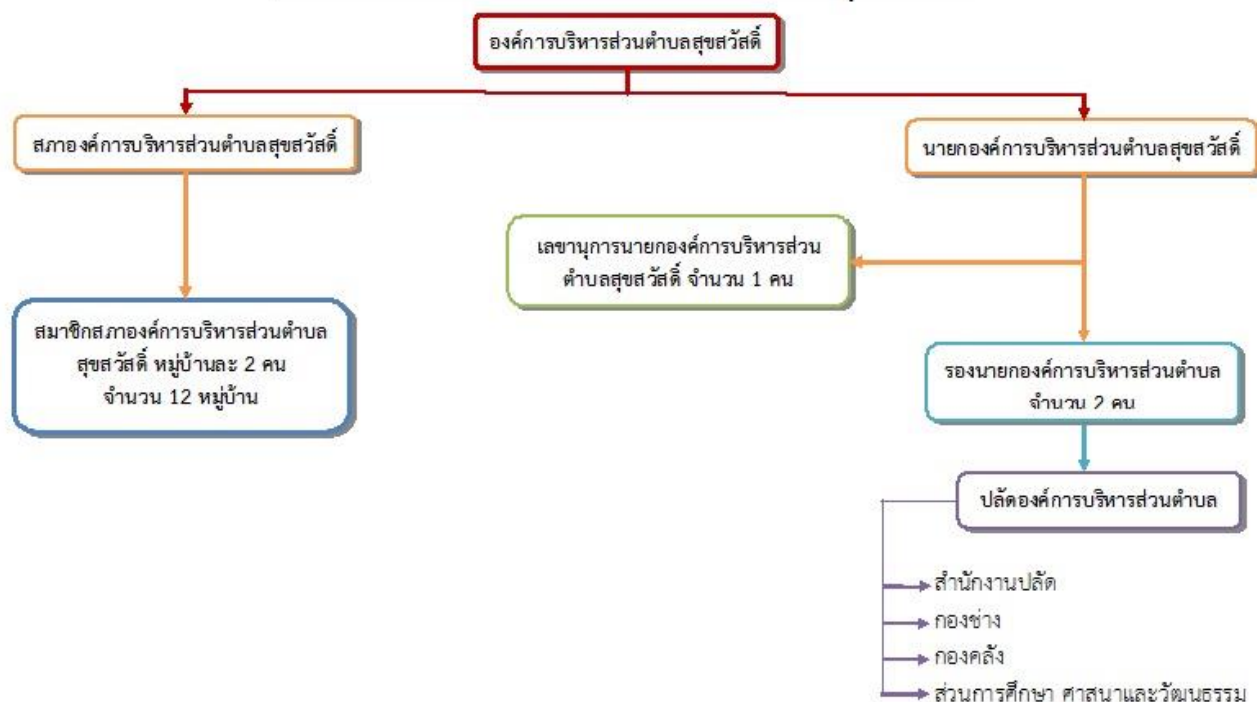 องค์การบริหารส่วนตำบลสุขสวัสดิ์
สภาองค์การบริหารส่วนตำบลสุขสวัสดิ์
นายกองค์การบริหารส่วนตำบลสุขสวัสดิ์
เลขานุการนายกองค์การบริหารส่วน
ตำบลสุขสวัสดิ์ จำนวน 1 คน
สมาชิกสภาองค์การบริหารส่วนตำบล
สุขสวัสดิ์ หมู่บ้านละ 2 คน
จำนวน 12 หมู่บ้าน
รองนายกองค์การบริหารส่วนตำบล
จำนวน 2 คน
ปลัดองค์การบริหารส่วนตำบล
สำนักงานปลัด
กองช่าง
กองคลัง
ส่วนการศึกษา ศาสนาและวัฒนธรรม